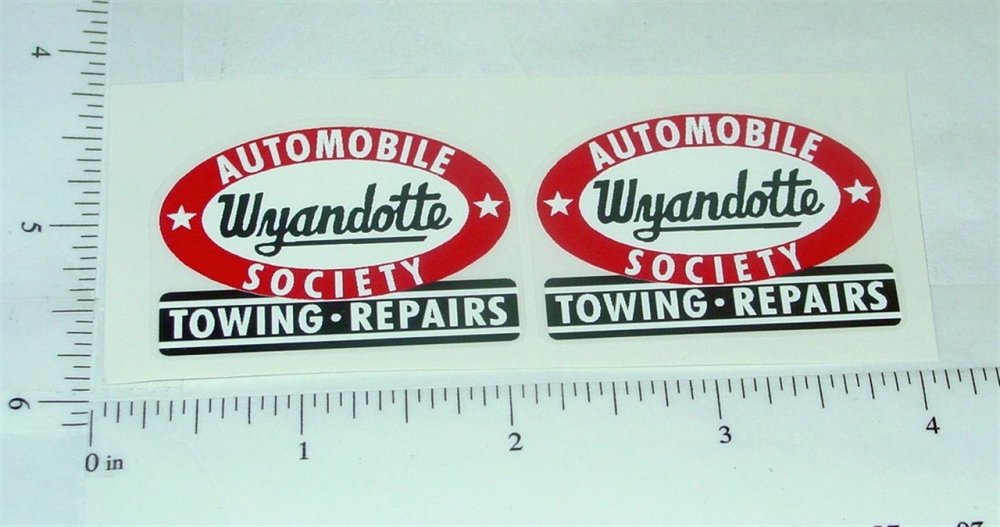 AUTOMOBILE
Wyandotte
SOCIETY
TOWING · REPAIRS
AUTOMOBILE
Wyandotte
SOCIETY
TOWING · REPAIRS
4
5
6
0 in
1
2
3
4